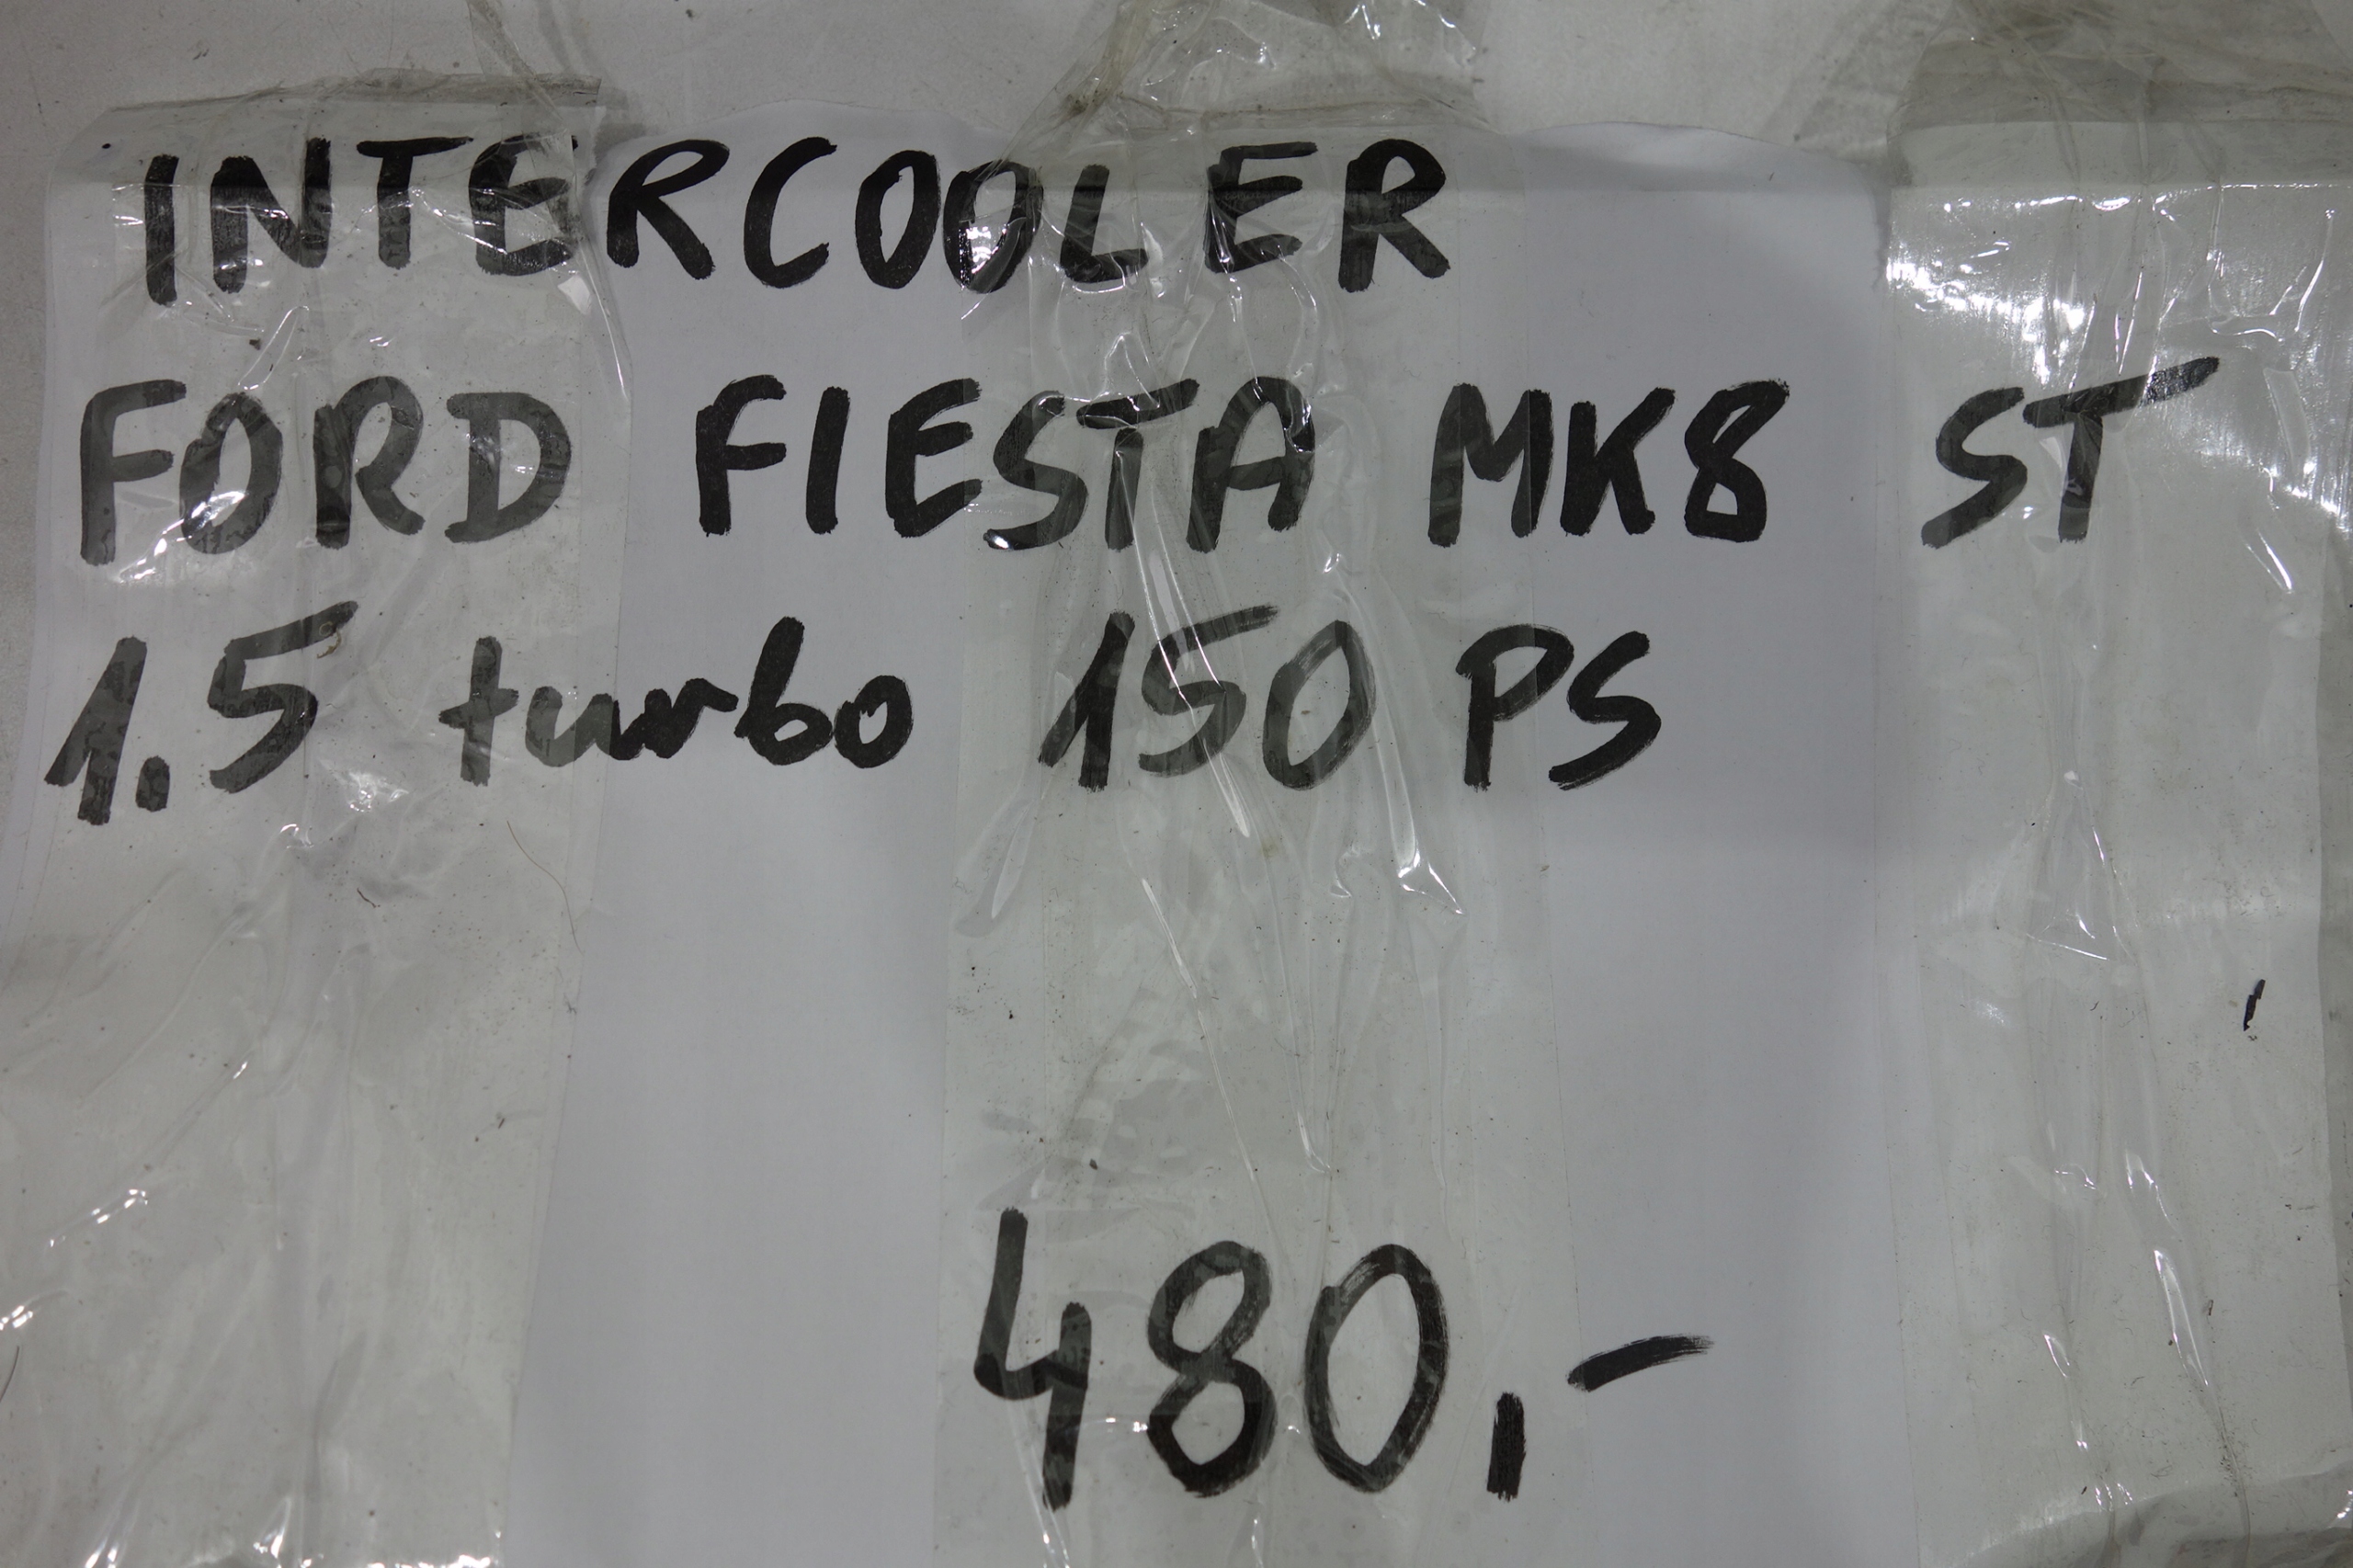 INTERCOOLER
FORD FIESTA MK8 ST
1.5 turbo 150 PS
480,-